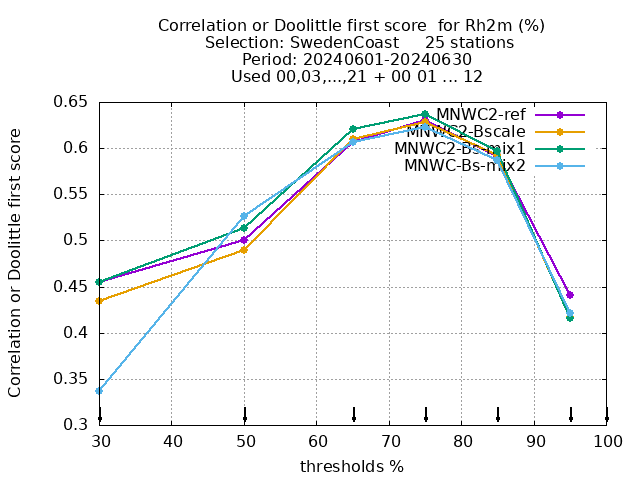 Correlation or Doolittle first score  for Rh2m (%)
Selection: SwedenCoast     25 stations
Period: 20240601-20240630
Used 00,03,...,21 + 00 01 ... 12
Correlation or Doolittle first score
0.65
0.6
0.55
0.5
0.45
0.4
0.35
0.3
MNWC2-ref
MNWC2-Bscale
MNWC2-Bs-mix1
MNWC-Bs-mix2
30 40 50 60 70 80 90 100
thresholds %